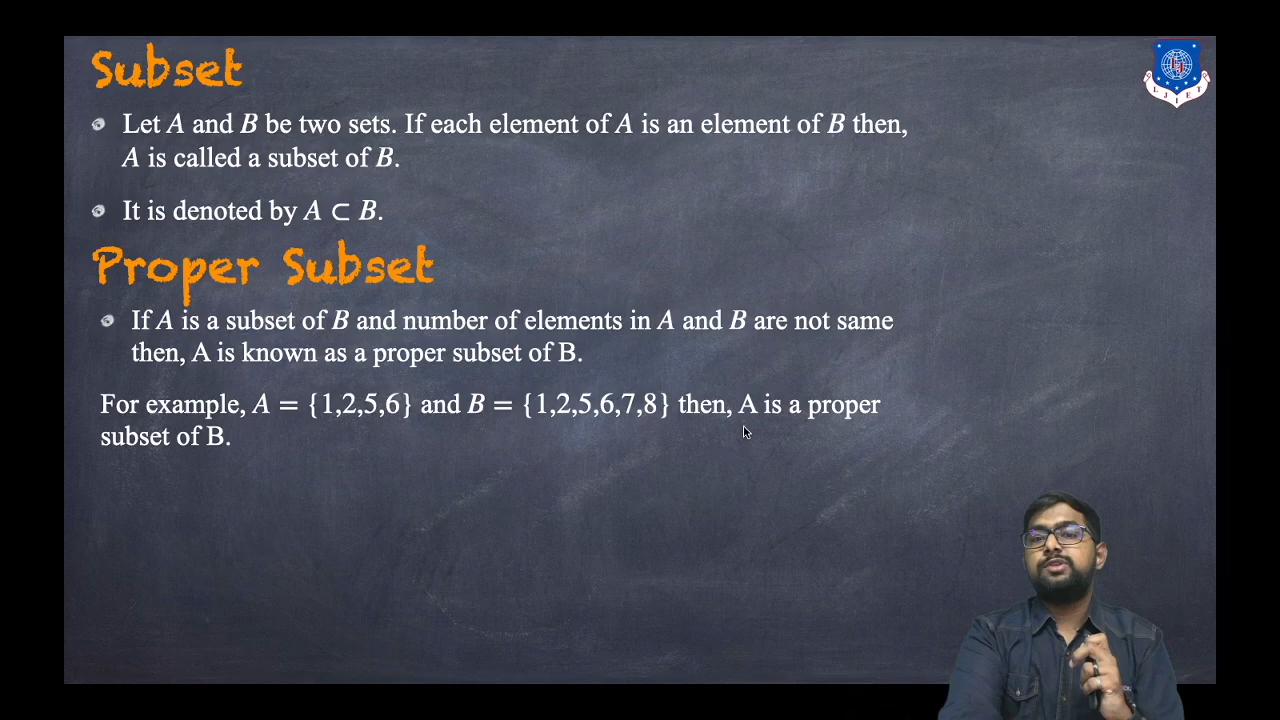 Subset
Let A and B be two sets. If each element of A is an element of B then,
A is called a subset of B.
It is denoted by A ⊂ B.
Proper Subset
If A is a subset of B and number of elements in A and B are not same
then, A is known as a proper subset of B.
For example, A = {1,2,5,6} and B = {1,2,5,6,7,8} then, A is a proper
subset of B.
L J I E T